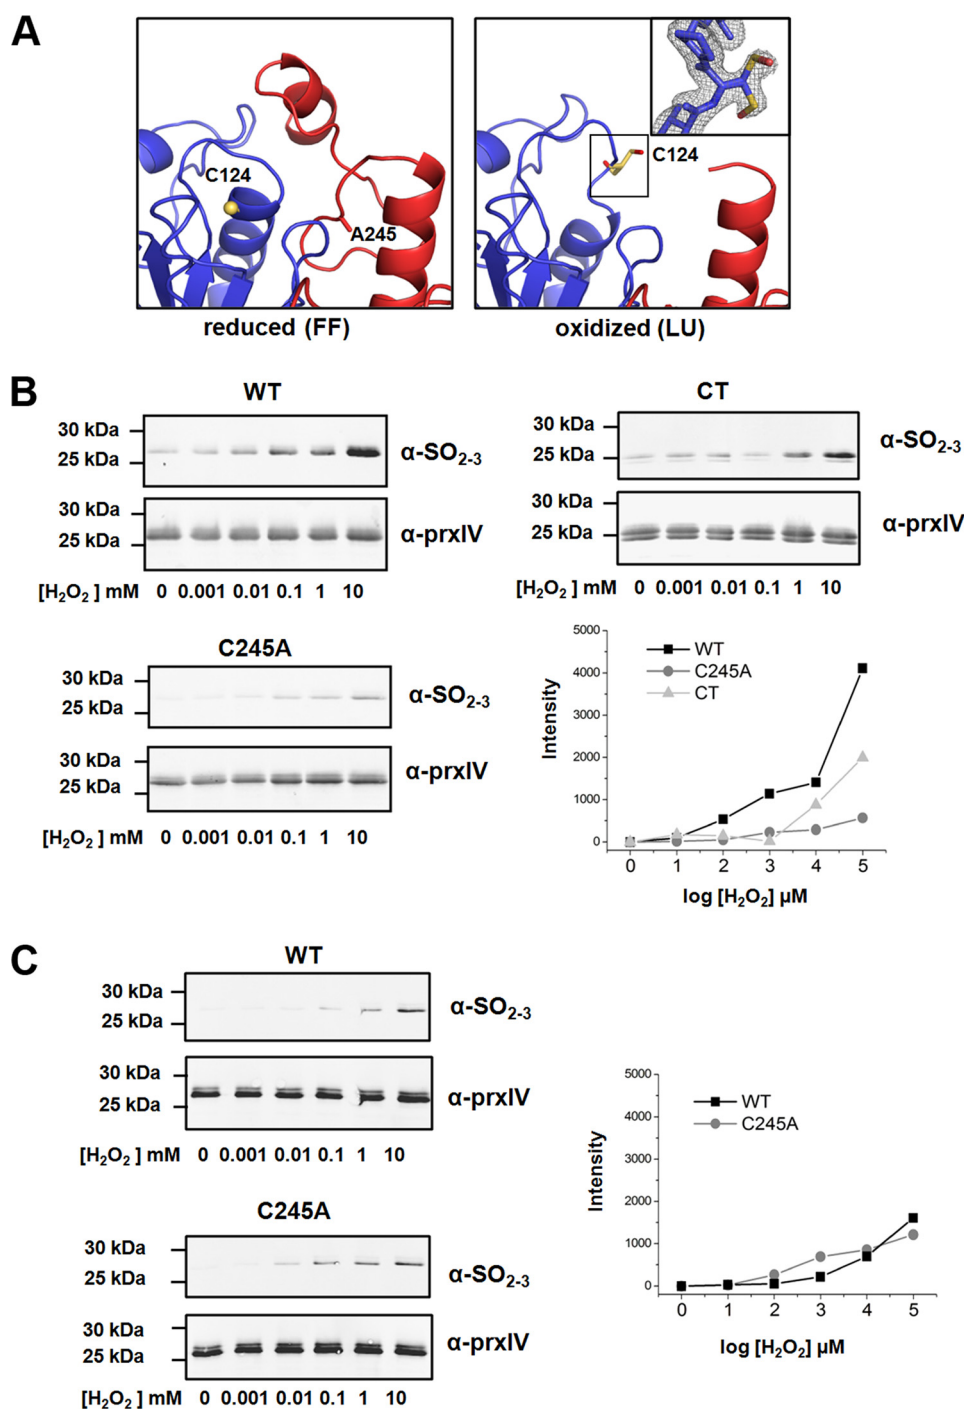 A
C124
A245
reduced (FF)
C124
oxidized (LU)
B
WT
30 kDa
25 kDa
α-SO2-3
30 kDa
25 kDa
α-prxIV
[H2O2 ] mM 0 0.001 0.01 0.1 1 10
CT
30 kDa
25 kDa
α-SO2-3
30 kDa
25 kDa
α-prxIV
[H2O2 ] mM 0 0.001 0.01 0.1 1 10
C245A
30 kDa
25 kDa
α-SO2-3
30 kDa
25 kDa
α-prxIV
[H2O2 ] mM 0 0.001 0.01 0.1 1 10
Intensity
5000
4000
3000
2000
1000
0
WT
C245A
CT
0 1 2 3 4 5
log [H2O2] µM
C
WT
30 kDa
25 kDa
α-SO2-3
30 kDa
25 kDa
α-prxIV
[H2O2 ] mM 0 0.001 0.01 0.1 1 10
C245A
30 kDa
25 kDa
α-SO2-3
30 kDa
25 kDa
α-prxIV
[H2O2 ] mM 0 0.001 0.01 0.1 1 10
Intensity
5000
4000
3000
2000
1000
0
WT
C245A
0 1 2 3 4 5
log [H2O2] µM